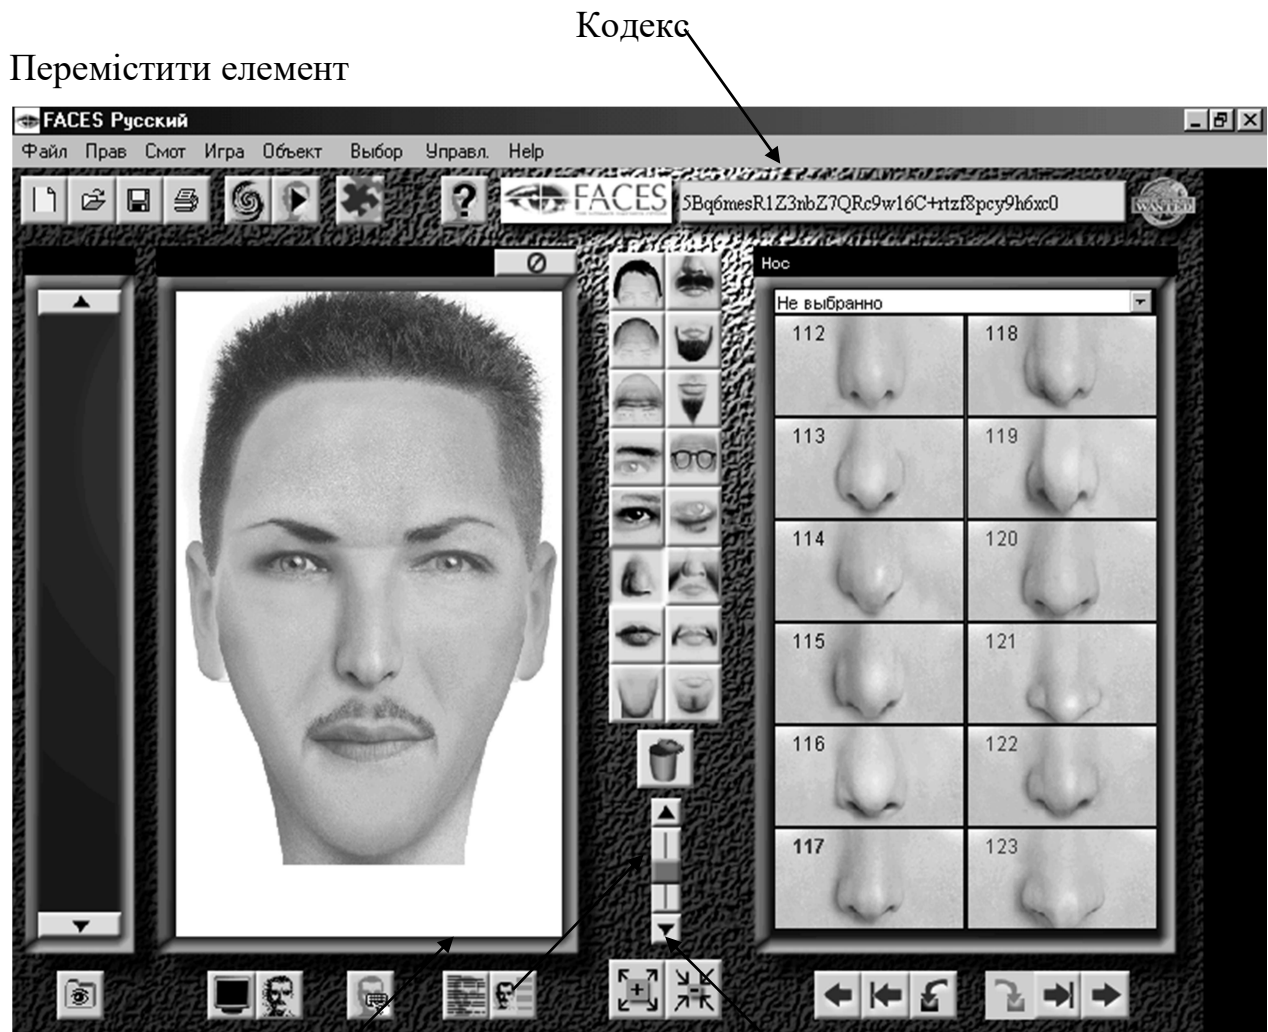 Кодекс
Перемістити елемент
FACES Русский
Файл Прав Смот Игра Объект Выбор Управл. Help
FACES
5Bq6mesR1Z3nbZ7QRc9w16C+rtzf8pcy9h6xc0
WANTED
Нос
Не выбранно
112 118
113 119
114 120
115 121
116 122
117 123